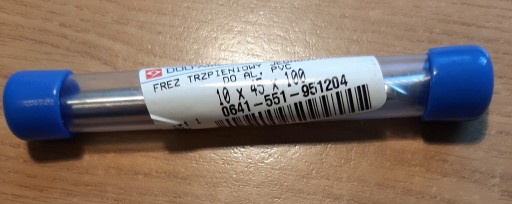 FREZ TRZPIENIOWY
DO AL. PVC
10 X 45 X 100
0641-551-951204